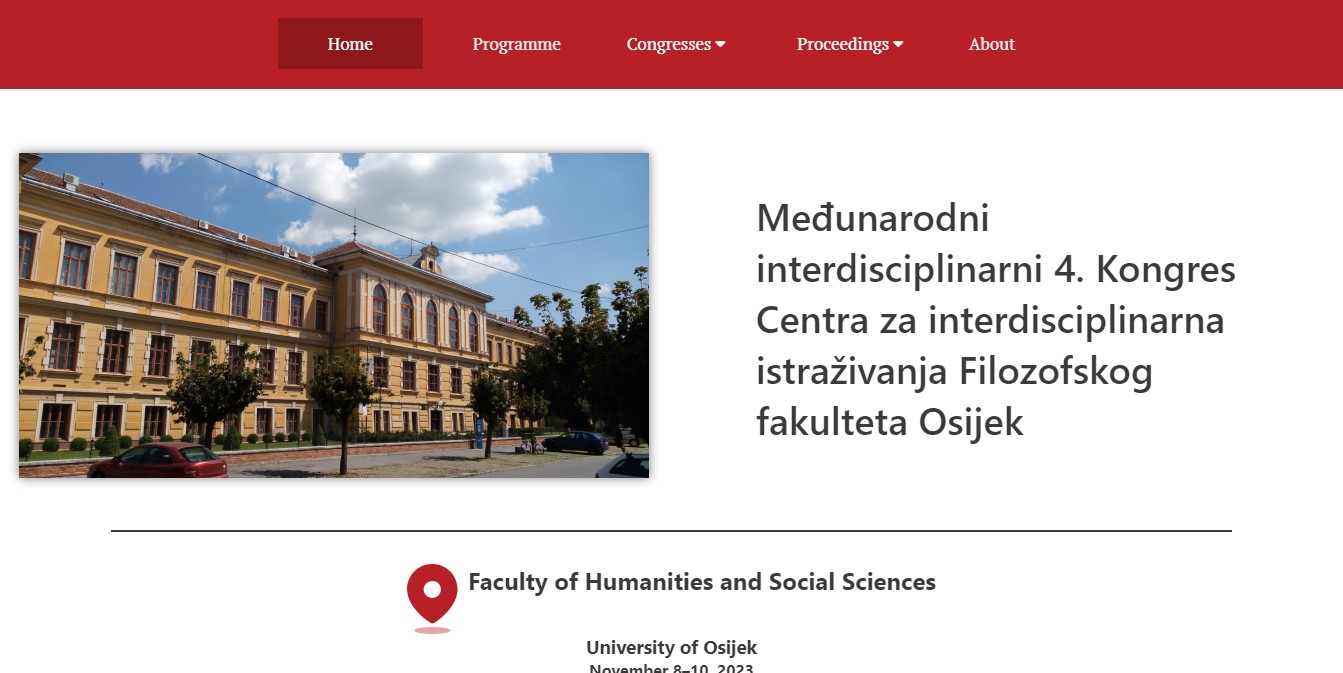 Home
Programme
Congresses
Proceedings
About
Međunarodni
interdisciplinarni 4. Kongres
Centra za interdisciplinarna
istraživanja Filozofskog
fakulteta Osijek
Faculty of Humanities and Social Sciences
University of Osijek
November 8–10, 2023